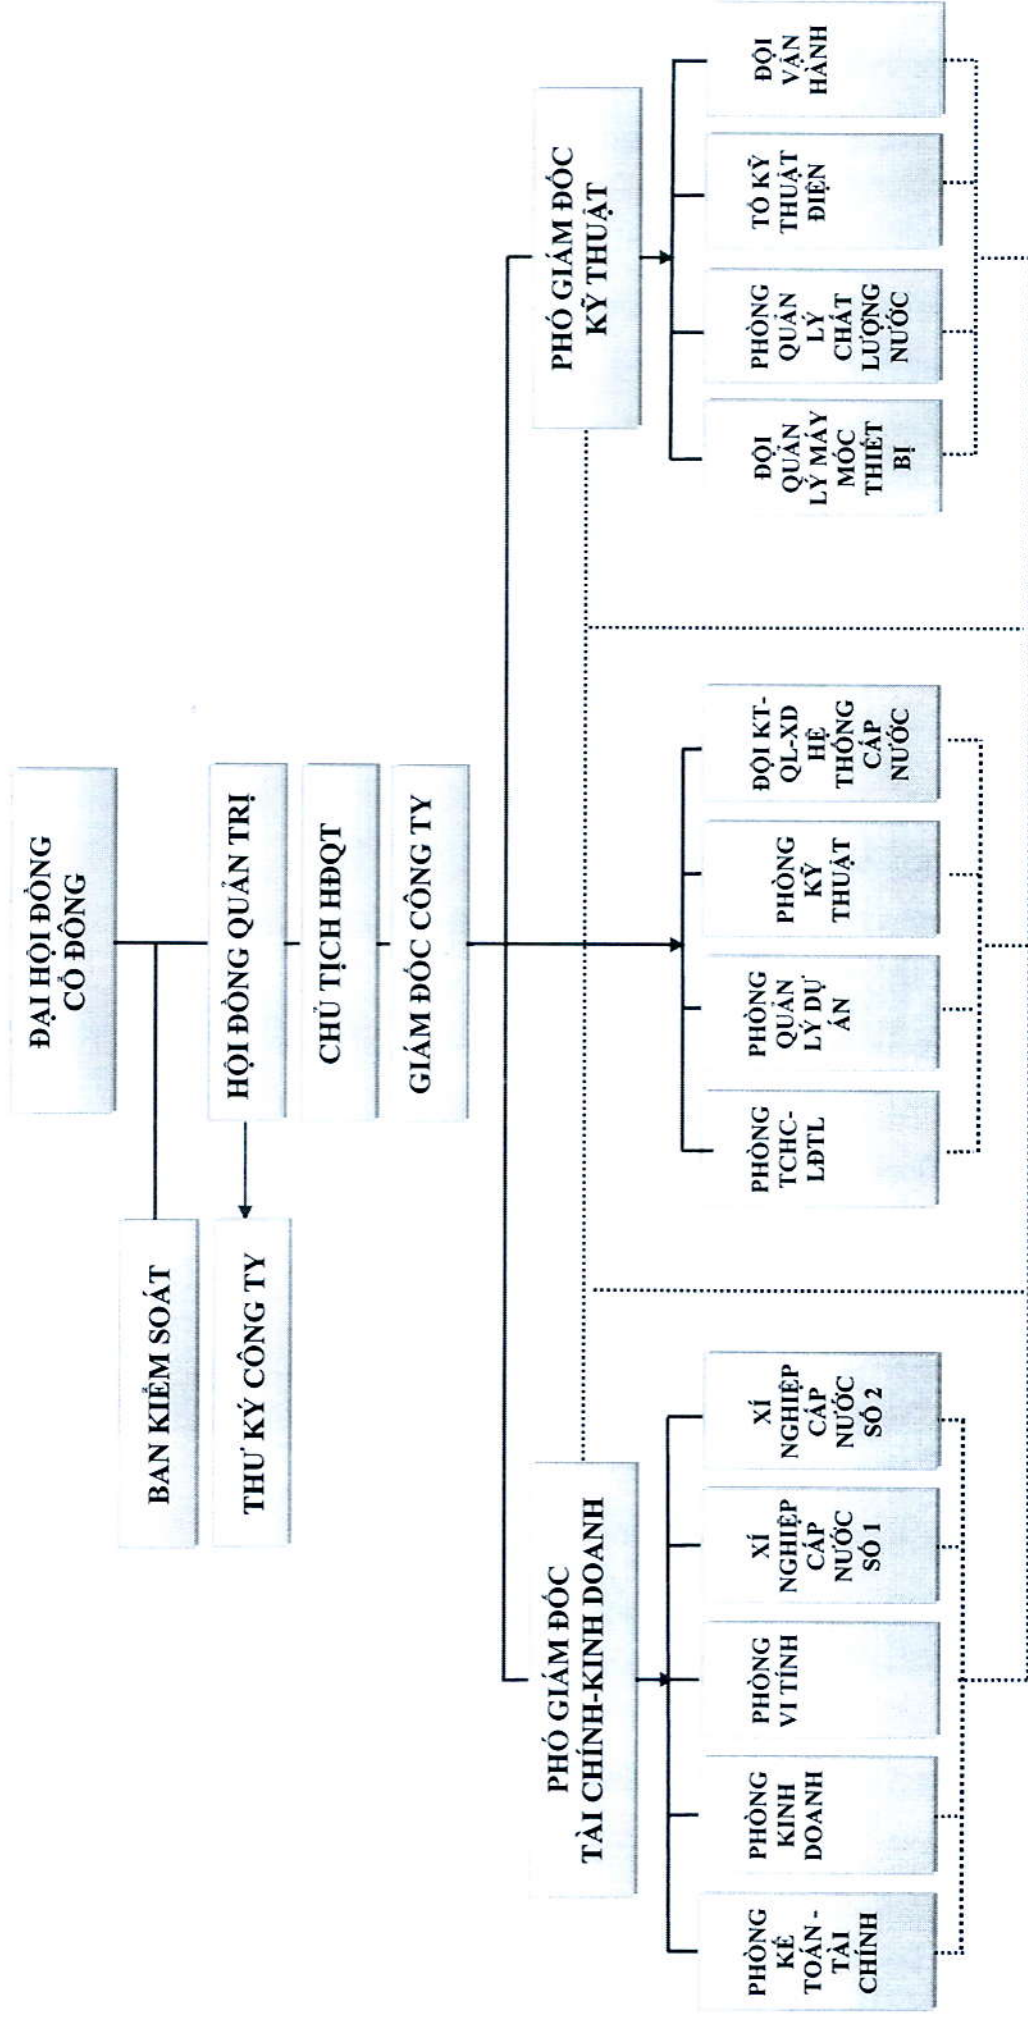 ĐẠI HỘI ĐỒNG
CỔ ĐÔNG
BAN KIỂM SOÁT
HỘI ĐỒNG QUẢN TRỊ
THƯ KÝ CÔNG TY
CHỦ TỊCH HĐQT
GIÁM ĐỐC CÔNG TY
PHÓ GIÁM ĐỐC
TÀI CHÍNH-KINH DOANH
PHÓ GIÁM ĐỐC
KỸ THUẬT
PHÒNG
KẾ
TOÁN -
TÀI
CHÍNH
PHÒNG
KINH
DOANH
PHÒNG
VI TÍNH
XÍ
NGHIỆP
CẤP
NƯỚC
SỐ 1
XÍ
NGHIỆP
CẤP
NƯỚC
SỐ 2
PHÒNG
TCHC-
LĐTL
PHÒNG
QUẢN
LÝ DỰ
ÁN
PHÒNG
KỸ
THUẬT
ĐỘI KT-
QL-XD
HỆ
THỐNG
CẤP
NƯỚC
ĐỘI
QUẢN
LÝ MÁY
MÓC
THIẾT
BỊ
PHÒNG
QUẢN
LÝ
CHẤT
LƯỢNG
NƯỚC
TỔ KỸ
THUẬT
ĐIỆN
ĐỘI
VẬN
HÀNH